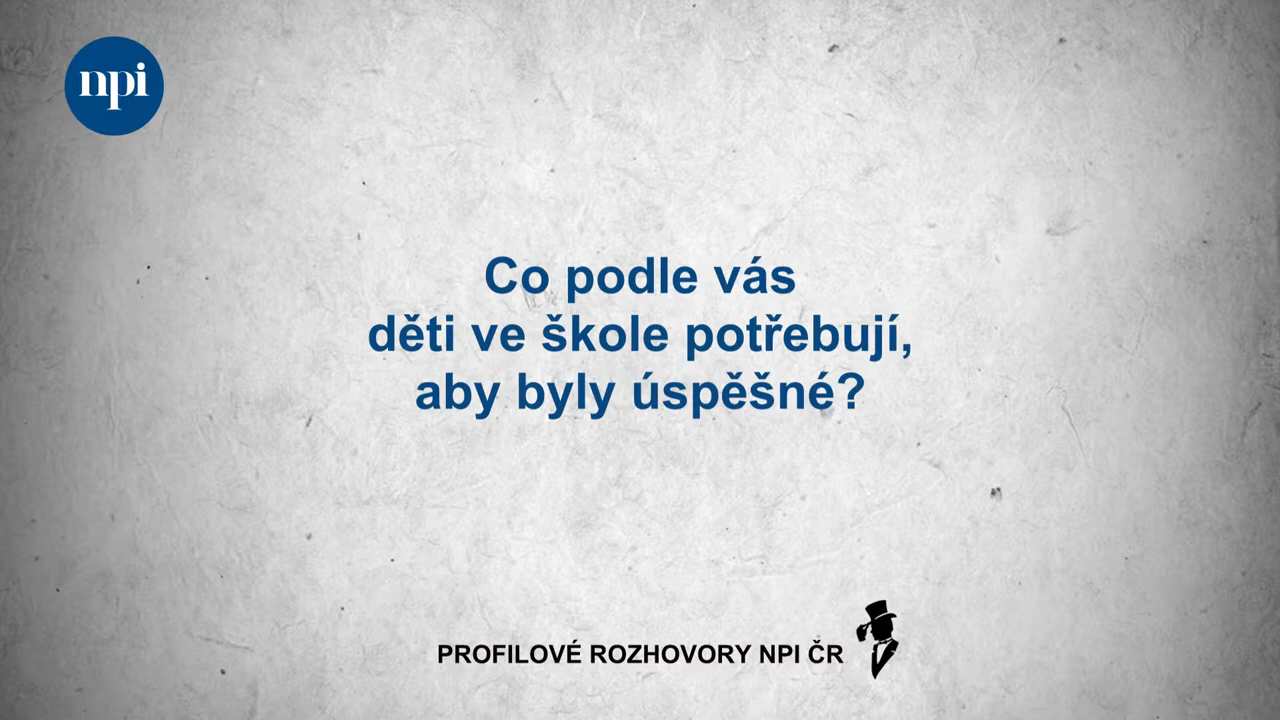 npi
Co podle vás
děti ve škole potřebují,
aby byly úspěšné?
PROFILOVÉ ROZHOVORY NPI ČR